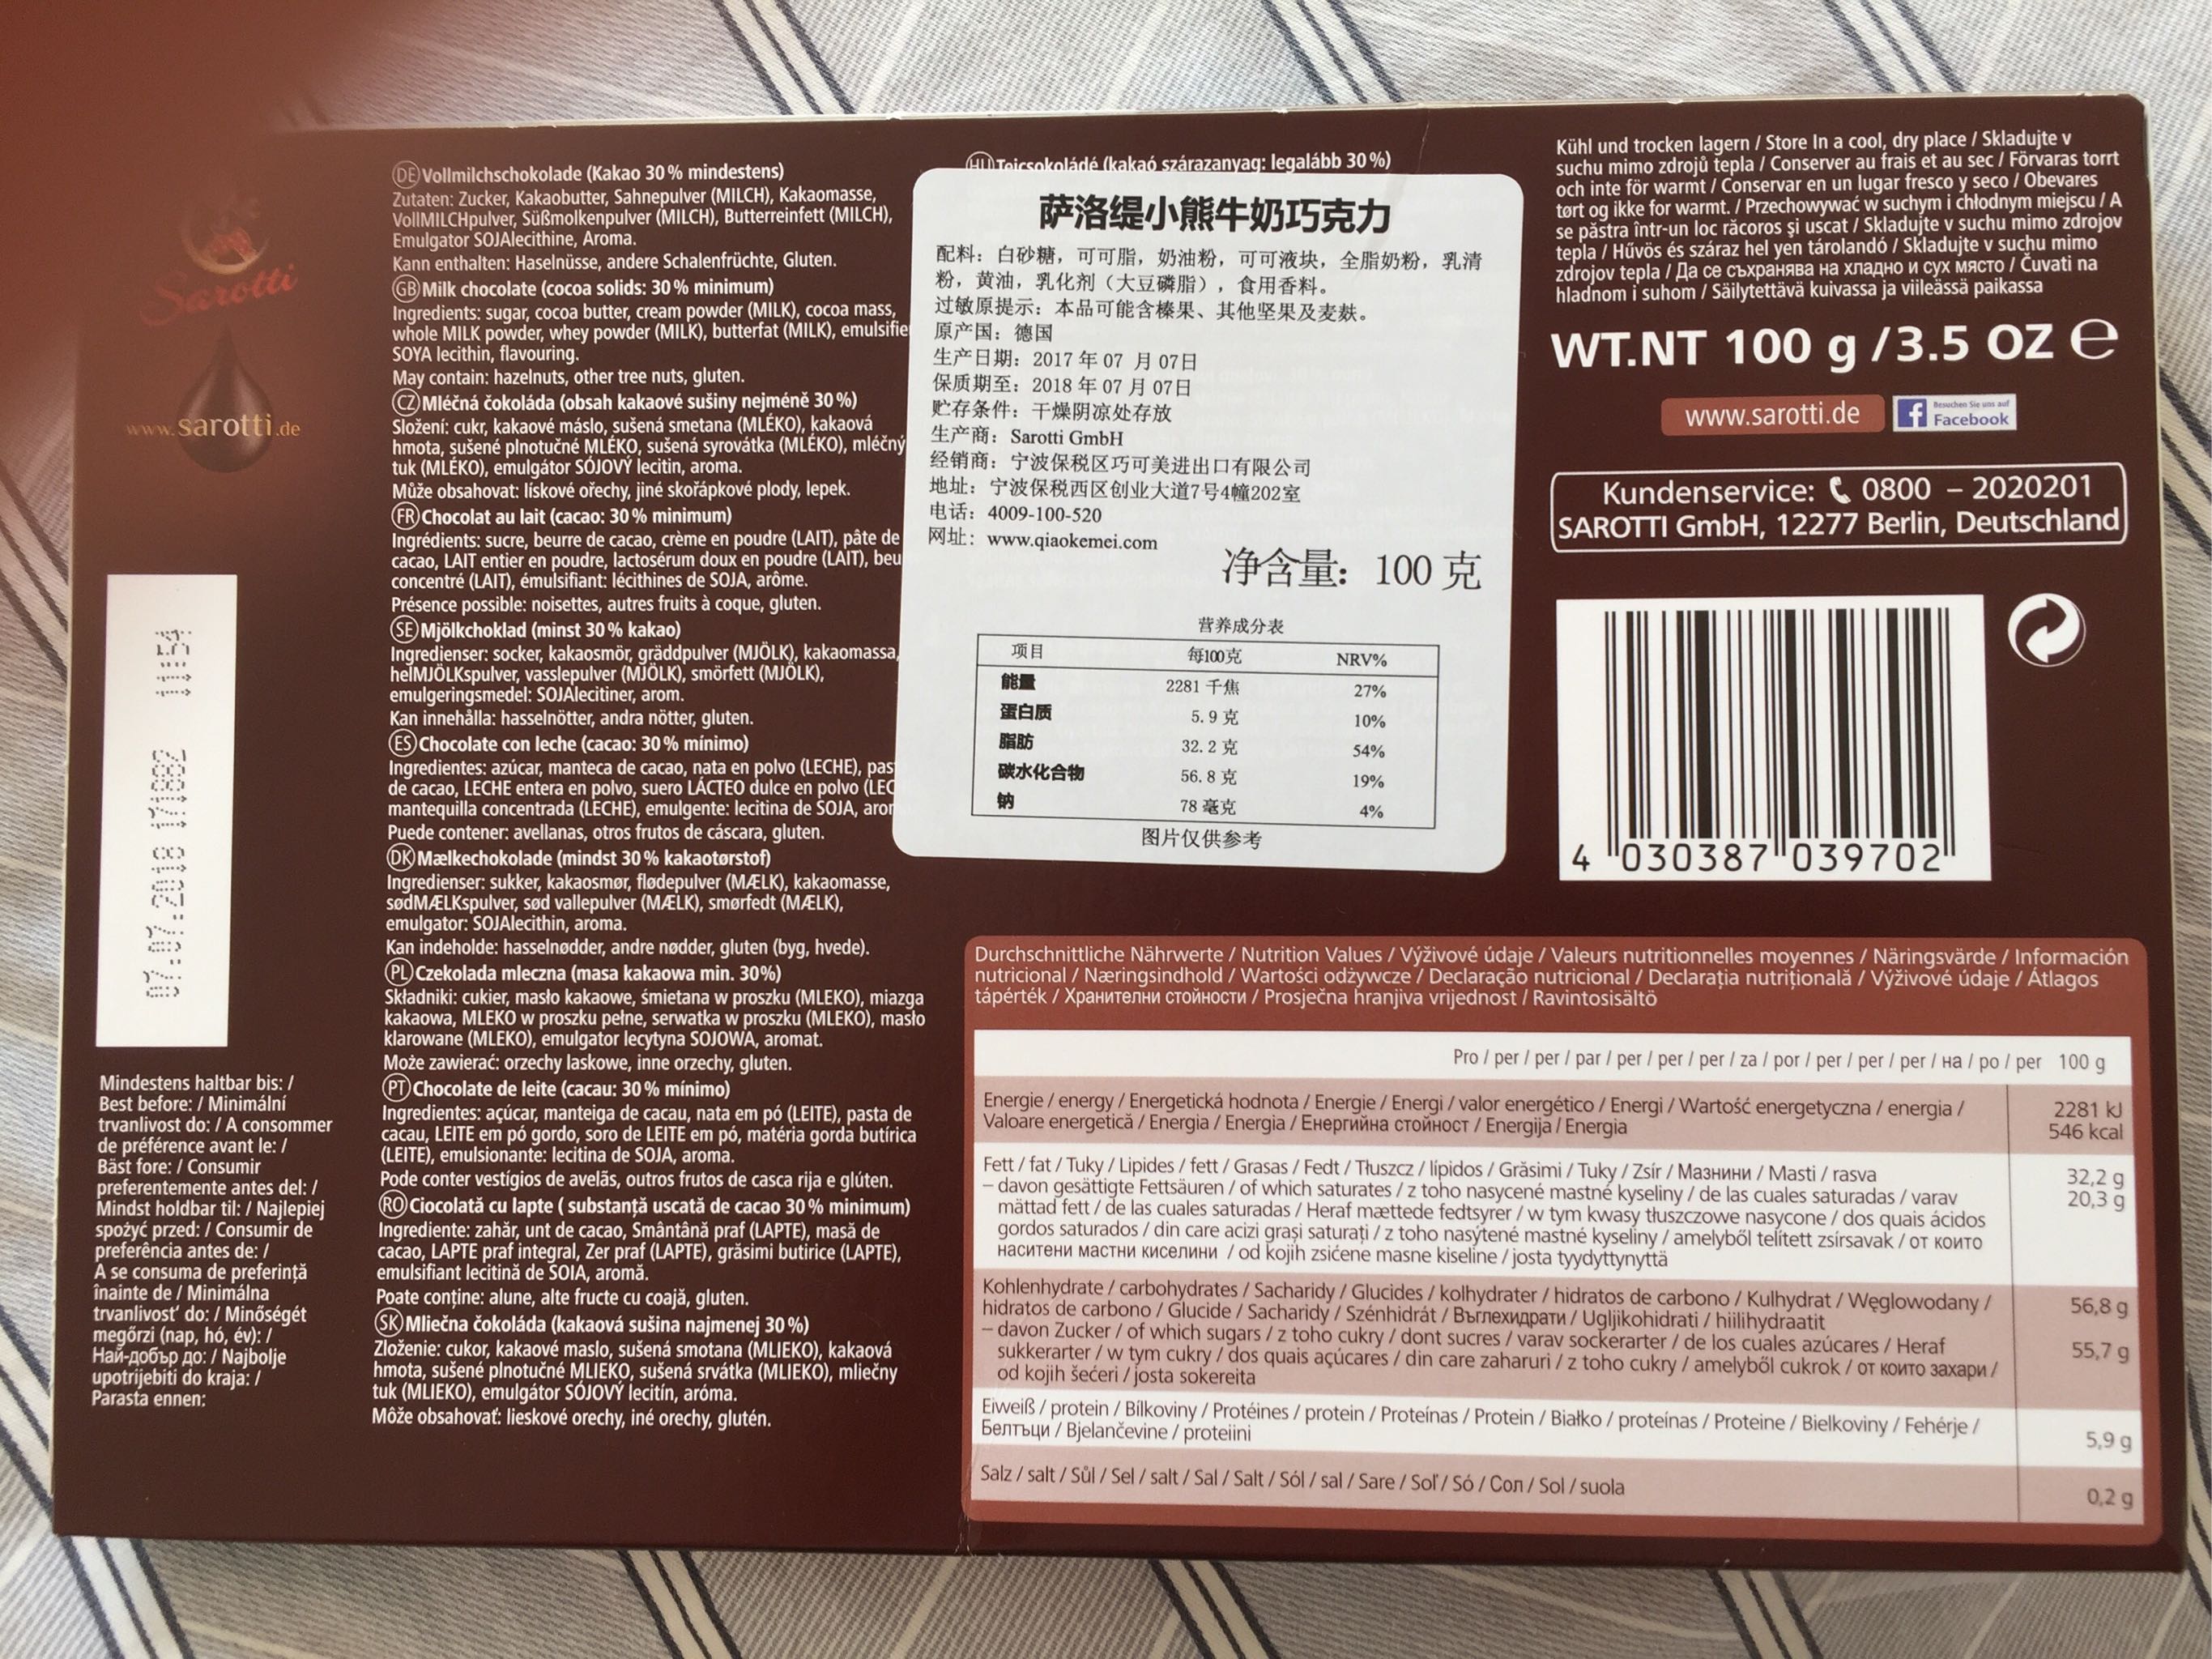 Sarotti
www.sarotti.de
07.07.2018 171882 11:54
Mindestens haltbar bis: /
Best before: / Minimální
trvanlivost do: / A consommer
de préférence avant le: /
Bäst fore: / Consumir
preferentemente antes del: /
Mindst holdbar til: / Najlepiej
spożyć przed: / Consumir de
preferência antes de: /
A se consuma de preferință
înainte de / Minimálna
trvanlivost' do: / Minőségét
megőrzi (nap, hó, év): /
Най-добър до: / Najbolje
upotrijebiti do kraja: /
Parasta ennen:
DE Vollmilchschokolade (Kakao 30% mindestens)
Zutaten: Zucker, Kakaobutter, Sahnepulver (MILCH), Kakaomasse,
VollMILCHpulver, Süßmolkenpulver (MILCH), Butterreinfett (MILCH),
Emulgator SOJAlecithine, Aroma.
Kann enthalten: Haselnüsse, andere Schalenfrüchte, Gluten.
GB Milk chocolate (cocoa solids: 30% minimum)
Ingredients: sugar, cocoa butter, cream powder (MILK), cocoa mass,
whole MILK powder, whey powder (MILK), butterfat (MILK), emulsifie
SOYA lecithin, flavouring.
May contain: hazelnuts, other tree nuts, gluten.
CZ Mléčná čokoláda (obsah kakaové sušiny nejméně 30%)
Složení: cukr, kakaové máslo, sušená smetana (MLÉKO), kakaová
hmota, sušené plnotučné MLÉKO, sušená syrovátka (MLÉKO), mléčný
tuk (MLÉKO), emulgátor SÓJOVÝ lecitin, aroma.
Může obsahovat: lískové ořechy, jiné skořápkové plody, lepek.
FR Chocolat au lait (cacao: 30% minimum)
Ingrédients: sucre, beurre de cacao, crème en poudre (LAIT), pâte de
cacao, LAIT entier en poudre, lactosérum doux en poudre (LAIT), beu
concentré (LAIT), émulsifiant: lécithines de SOJA, arôme.
Présence possible: noisettes, autres fruits à coque, gluten.
SE Mjölkchoklad (minst 30% kakao)
Ingredienser: socker, kakaosmör, gräddpulver (MJÖLK), kakaomassa,
helMJÖLKspulver, vasslepulver (MJÖLK), smörfett (MJÖLK),
emulgeringsmedel: SOJAlecitiner, arom.
Kan innehålla: hasselnötter, andra nötter, gluten.
ES Chocolate con leche (cacao: 30% mínimo)
Ingredientes: azúcar, manteca de cacao, nata en polvo (LECHE), pas
de cacao, LECHE entera en polvo, suero LÁCTEO dulce en polvo (LEC
mantequilla concentrada (LECHE), emulgente: lecitina de SOJA, aro
Puede contener: avellanas, otros frutos de cáscara, gluten.
DK Mælkechokolade (mindst 30% kakaotørstof)
Ingredienser: sukker, kakaosmør, flødepulver (MÆLK), kakaomasse,
sødMÆLKspulver, sød vallepulver (MÆLK), smørfedt (MÆLK),
emulgator: SOJAlecithin, aroma.
Kan indeholde: hasselnødder, andre nødder, gluten (byg, hvede).
PL Czekolada mleczna (masa kakaowa min. 30%)
Składniki: cukier, masło kakaowe, śmietana w proszku (MLEKO), miazga
kakaowa, MLEKO w proszku pełne, serwatka w proszku (MLEKO), masło
klarowane (MLEKO), emulgator lecytyna SOJOWA, aromat.
Może zawierać: orzechy laskowe, inne orzechy, gluten.
PT Chocolate de leite (cacau: 30% mínimo)
Ingredientes: açúcar, manteiga de cacau, nata em pó (LEITE), pasta de
cacau, LEITE em pó gordo, soro de LEITE em pó, matéria gorda butírica
(LEITE), emulsionante: lecitina de SOJA, aroma.
Pode conter vestígios de avelãs, outros frutos de casca rija e glúten.
RO Ciocolată cu lapte ( substanță uscată de cacao 30% minimum)
Ingrediente: zahăr, unt de cacao, Smântână praf (LAPTE), masă de
cacao, LAPTE praf integral, Zer praf (LAPTE), grăsimi butirice (LAPTE),
emulsifiant lecitină de SOIA, aromă.
Poate conține: alune, alte fructe cu coajă, gluten.
SK Mliečna čokoláda (kakaová sušina najmenej 30%)
Zloženie: cukor, kakaové maslo, sušená smotana (MLIEKO), kakaová
hmota, sušené plnotučné MLIEKO, sušená srvátka (MLIEKO), mliečny
tuk (MLIEKO), emulgátor SÓJOVÝ lecitín, aróma.
Môže obsahovať: lieskové orechy, iné orechy, glutén.
HU Tejcsokoládé (kakaó szárazanyag: legalább 30%)
萨洛缇小熊牛奶巧克力
配料：白砂糖，可可脂，奶油粉，可可液块，全脂奶粉，乳清
粉，黄油，乳化剂（大豆磷脂），食用香料。
过敏原提示：本品可能含榛果、其他坚果及麦麸。
原产国：德国
生产日期：2017 年 07 月 07日
保质期至：2018 年 07 月 07日
贮存条件：干燥阴凉处存放
生产商：Sarotti GmbH
经销商：宁波保税区巧可美进出口有限公司
地址：宁波保税西区创业大道7号4幢202室
电话：4009-100-520
网址：www.qiaokemei.com
净含量：100 克
营养成分表
项目 每100克 NRV%
能量 2281 千焦 27%
蛋白质 5.9 克 10%
脂肪 32.2 克 54%
碳水化合物 56.8 克 19%
钠 78 毫克 4%
图片仅供参考
Kühl und trocken lagern / Store In a cool, dry place / Skladujte v
suchu mimo zdrojů tepla / Conserver au frais et au sec / Förvaras torrt
och inte för warmt / Conservar en un lugar fresco y seco / Obevares
tørt og ikke for warmt. / Przechowywać w suchym i chłodnym miejscu / A
se păstra într-un loc răcoros și uscat / Skladujte v suchu mimo zdrojov
tepla / Hűvös és száraz hel yen tárolandó / Skladujte v suchu mimo
zdrojov tepla / Да се съхранява на хладно и сух място / Čuvati na
hladnom i suhom / Säilytettävä kuivassa ja viileässä paikassa
WT.NT 100 g /3.5 OZ e
www.sarotti.de
Besuchen Sie uns auf
Facebook
Kundenservice: 0800 – 2020201
SAROTTI GmbH, 12277 Berlin, Deutschland
4 030387 039702
Durchschnittliche Nährwerte / Nutrition Values / Výživové údaje / Valeurs nutritionnelles moyennes / Näringsvärde / Información
nutricional / Næringsindhold / Wartości odżywcze / Declaração nutricional / Declarația nutrițională / Výživové údaje / Átlagos
tápérték / Хранителни стойности / Prosječna hranjiva vrijednost / Ravintosisältö
Pro / per / per / par / per / per / per / za / por / per / per / per / на / po / per 100 g
Energie / energy / Energetická hodnota / Energie / Energi / valor energético / Energi / Wartość energetyczna / energia / 2281 kJ
Valoare energetică / Energia / Energia / Енергийна стойност / Energija / Energia 546 kcal
Fett / fat / Tuky / Lipides / fett / Grasas / Fedt / Tłuszcz / lípidos / Grăsimi / Tuky / Zsír / Мазнини / Masti / rasva 32,2 g
– davon gesättigte Fettsäuren / of which saturates / z toho nasycené mastné kyseliny / de las cuales saturadas / varav 20,3 g
mättad fett / de las cuales saturadas / Heraf mættede fedtsyrer / w tym kwasy tłuszczowe nasycone / dos quais ácidos
gordos saturados / din care acizi grași saturați / z toho nasýtené mastné kyseliny / amelyből telített zsírsavak / от които
наситени мастни киселини / od kojih zsićene masne kiseline / josta tyydyttynyttä
Kohlenhydrate / carbohydrates / Sacharidy / Glucides / kolhydrater / hidratos de carbono / Kulhydrat / Węglowodany / 56,8 g
hidratos de carbono / Glucide / Sacharidy / Szénhidrát / Въглехидрати / Ugljikohidrati / hiilihydraatit
– davon Zucker / of which sugars / z toho cukry / dont sucres / varav sockerarter / de los cuales azúcares / Heraf 55,7 g
sukkerarter / w tym cukry / dos quais açúcares / din care zaharuri / z toho cukry / amelyből cukrok / от които захари /
od kojih šećeri / josta sokereita
Eiweiß / protein / Bílkoviny / Protéines / protein / Proteínas / Protein / Białko / proteínas / Proteine / Bielkoviny / Fehérje / 5,9 g
Белтъци / Bjelančevine / proteiini
Salz / salt / Sůl / Sel / salt / Sal / Salt / Sól / sal / Sare / Soľ / Só / Сол / Sol / suola 0,2 g